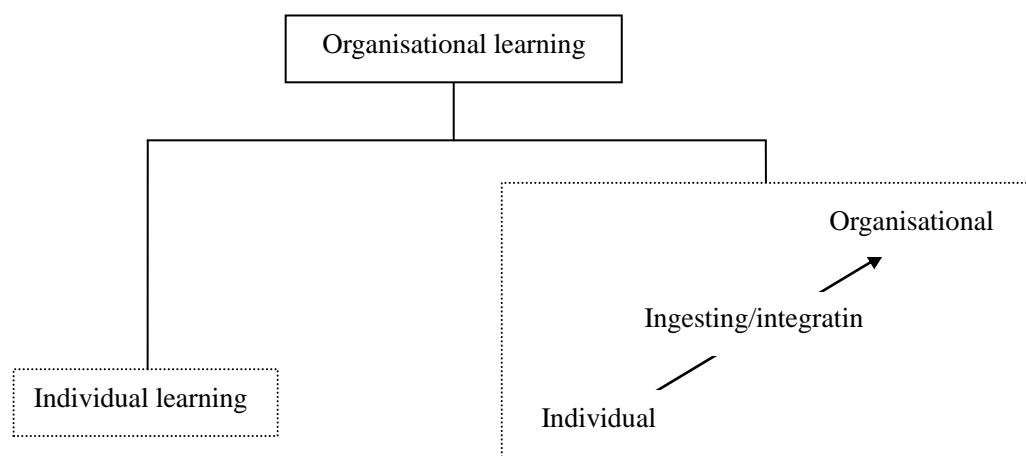 Organisational learning
Organisational
Ingesting/integratin
Individual learning
Individual